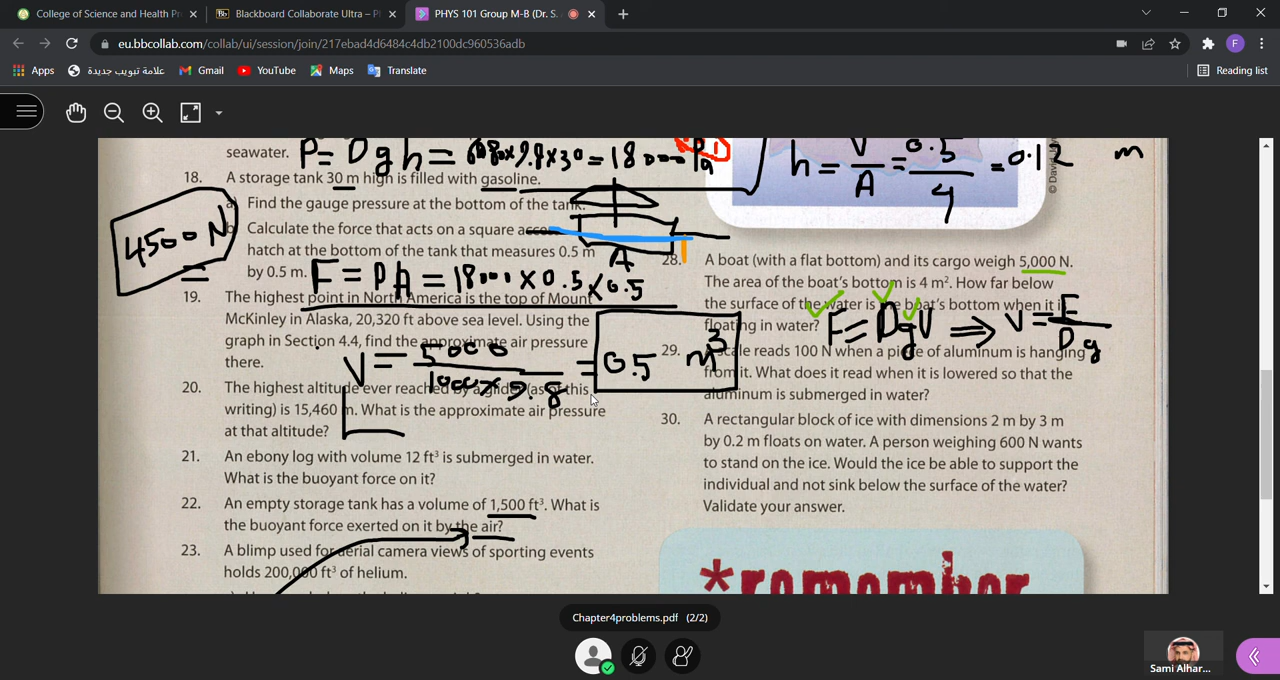 College of Science and Health Pr
Blackboard Collaborate Ultra – Pl
PHYS 101 Group M-B (Dr. S.
eu.bbcollab.com/collab/ui/session/join/217ebad4d6484c4db2100dc960536adb
Apps
علامة تبويب جديدة
Gmail
YouTube
Maps
Translate
Reading list
F
seawater.
P = D g h = 680 × 9.8 × 30 = 18000 Pa
18. A storage tank 30 m high is filled with gasoline.
a) Find the gauge pressure at the bottom of the tank.
b) Calculate the force that acts on a square access
hatch at the bottom of the tank that measures 0.5 m
by 0.5 m.
4500 N
A
F = PA = 18000 × 0.5 × 0.5
19. The highest point in North America is the top of Mount
McKinley in Alaska, 20,320 ft above sea level. Using the
graph in Section 4.4, find the approximate air pressure
there.
V = 5000 / 1000 × 9.8 = 0.5 m³
20. The highest altitude ever reached by a glider (as of this
writing) is 15,460 m. What is the approximate air pressure
at that altitude?
21. An ebony log with volume 12 ft³ is submerged in water.
What is the buoyant force on it?
22. An empty storage tank has a volume of 1,500 ft³. What is
the buoyant force exerted on it by the air?
23. A blimp used for aerial camera views of sporting events
holds 200,000 ft³ of helium.
h = V / A = 0.5 / 4 = 0.12 m
28. A boat (with a flat bottom) and its cargo weigh 5,000 N.
The area of the boat's bottom is 4 m². How far below
the surface of the water is the boat's bottom when it is
floating in water?
F = DgV ⇒ V = F / Dg
29. A scale reads 100 N when a piece of aluminum is hanging
from it. What does it read when it is lowered so that the
aluminum is submerged in water?
30. A rectangular block of ice with dimensions 2 m by 3 m
by 0.2 m floats on water. A person weighing 600 N wants
to stand on the ice. Would the ice be able to support the
individual and not sink below the surface of the water?
Validate your answer.
*remember
Chapter4problems.pdf (2/2)
Sami Alhar...